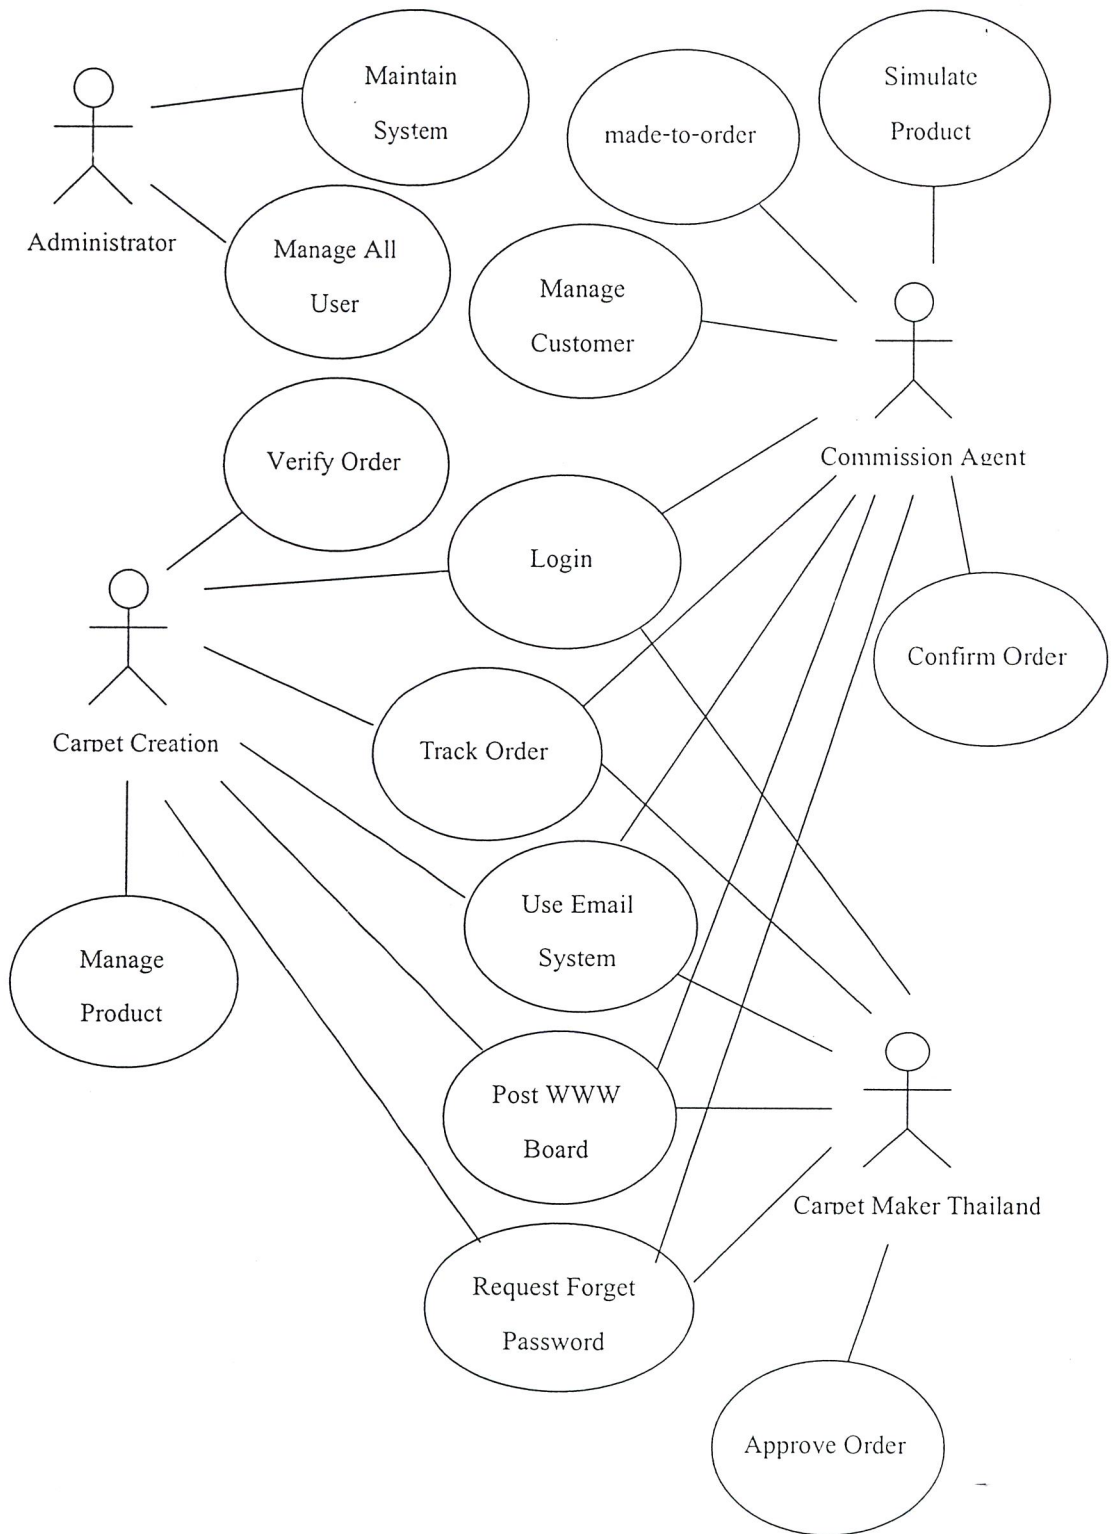 Maintain
System
Simulate
Product
made-to-order
Administrator
Manage All
User
Manage
Customer
Verify Order
Commission Agent
Login
Confirm Order
Carpet Creation
Track Order
Use Email
System
Manage
Product
Post WWW
Board
Carpet Maker Thailand
Request Forget
Password
Approve Order